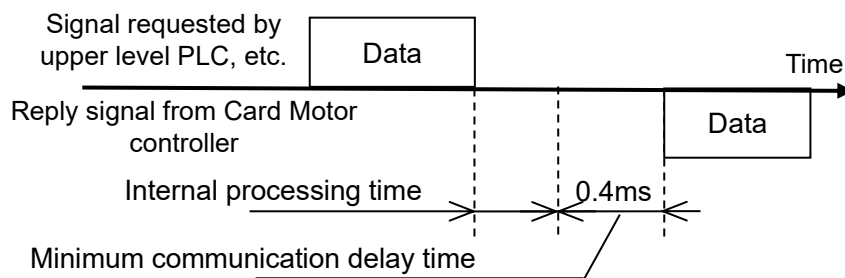 Signal requested by
upper level PLC, etc.
Data
Time
Reply signal from Card Motor
controller
Data
Internal processing time
0.4ms
Minimum communication delay time